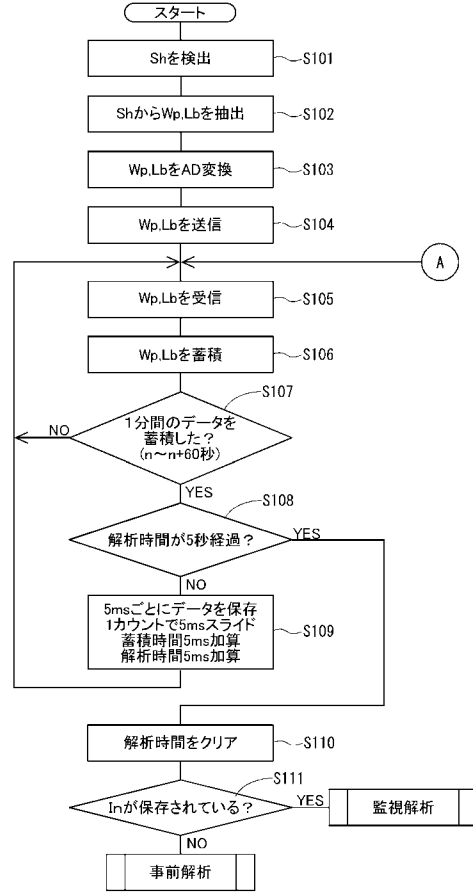 スタート
Shを検出
S101
ShからWp,Lbを抽出
S102
Wp,LbをAD変換
S103
Wp,Lbを送信
S104
A
Wp,Lbを受信
S105
Wp,Lbを蓄積
S106
S107
1分間のデータを
蓄積した?
(n～n+60秒)
NO
YES
S108
解析時間が5秒経過?
YES
NO
5msごとにデータを保存
1カウントで5msスライド
蓄積時間5ms加算
解析時間5ms加算
S109
解析時間をクリア
S110
S111
Inが保存されている?
YES
監視解析
NO
事前解析